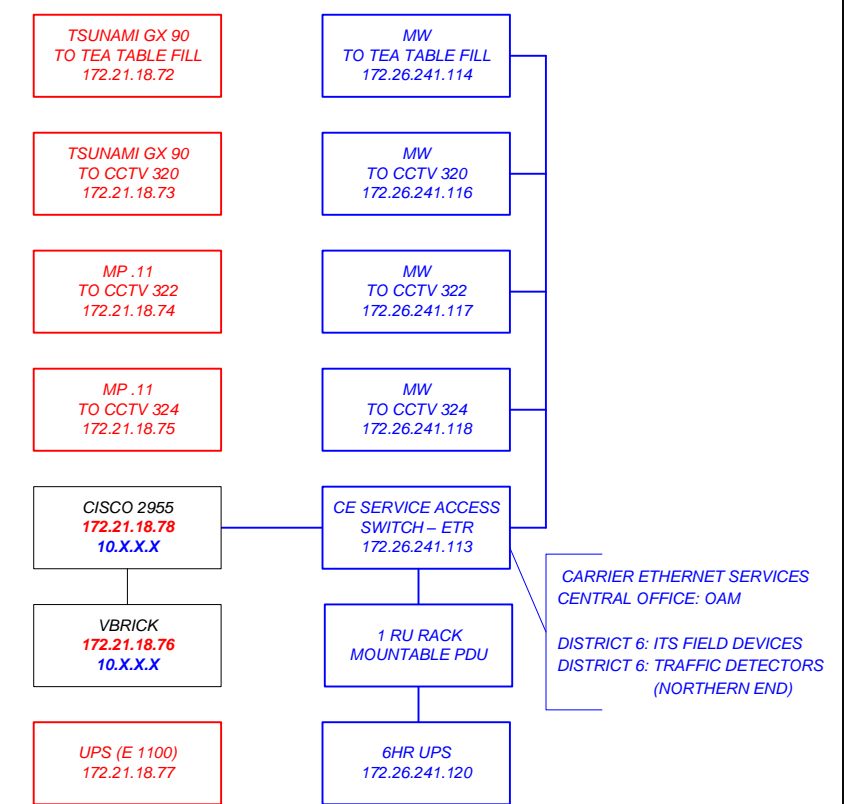 TSUNAMI GX 90
TO TEA TABLE FILL
172.21.18.72
MW
TO TEA TABLE FILL
172.26.241.114
TSUNAMI GX 90
TO CCTV 320
172.21.18.73
MW
TO CCTV 320
172.26.241.116
MP .11
TO CCTV 322
172.21.18.74
MW
TO CCTV 322
172.26.241.117
MP .11
TO CCTV 324
172.21.18.75
MW
TO CCTV 324
172.26.241.118
CISCO 2955
172.21.18.78
10.X.X.X
CE SERVICE ACCESS
SWITCH – ETR
172.26.241.113
CARRIER ETHERNET SERVICES
CENTRAL OFFICE: OAM
DISTRICT 6: ITS FIELD DEVICES
DISTRICT 6: TRAFFIC DETECTORS
(NORTHERN END)
VBRICK
172.21.18.76
10.X.X.X
1 RU RACK
MOUNTABLE PDU
UPS (E 1100)
172.21.18.77
6HR UPS
172.26.241.120